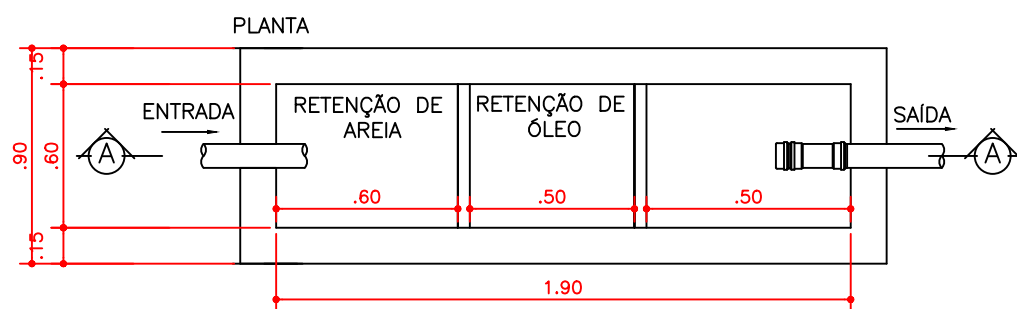 PLANTA
.15
ENTRADA
RETENÇÃO DE
AREIA
RETENÇÃO DE
ÓLEO
SAÍDA
A
A
.90
.60
.60
.50
.50
.15
1.90